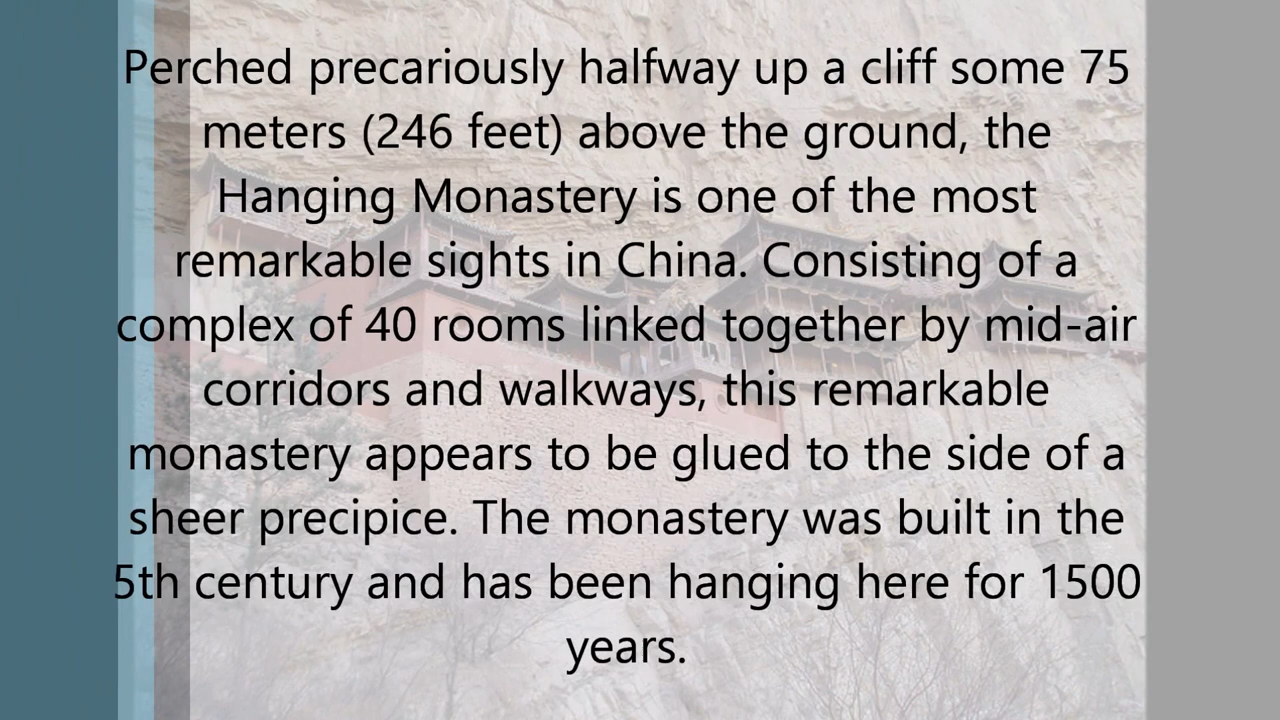 Perched precariously halfway up a cliff some 75
meters (246 feet) above the ground, the
Hanging Monastery is one of the most
remarkable sights in China. Consisting of a
complex of 40 rooms linked together by mid-air
corridors and walkways, this remarkable
monastery appears to be glued to the side of a
sheer precipice. The monastery was built in the
5th century and has been hanging here for 1500
years.